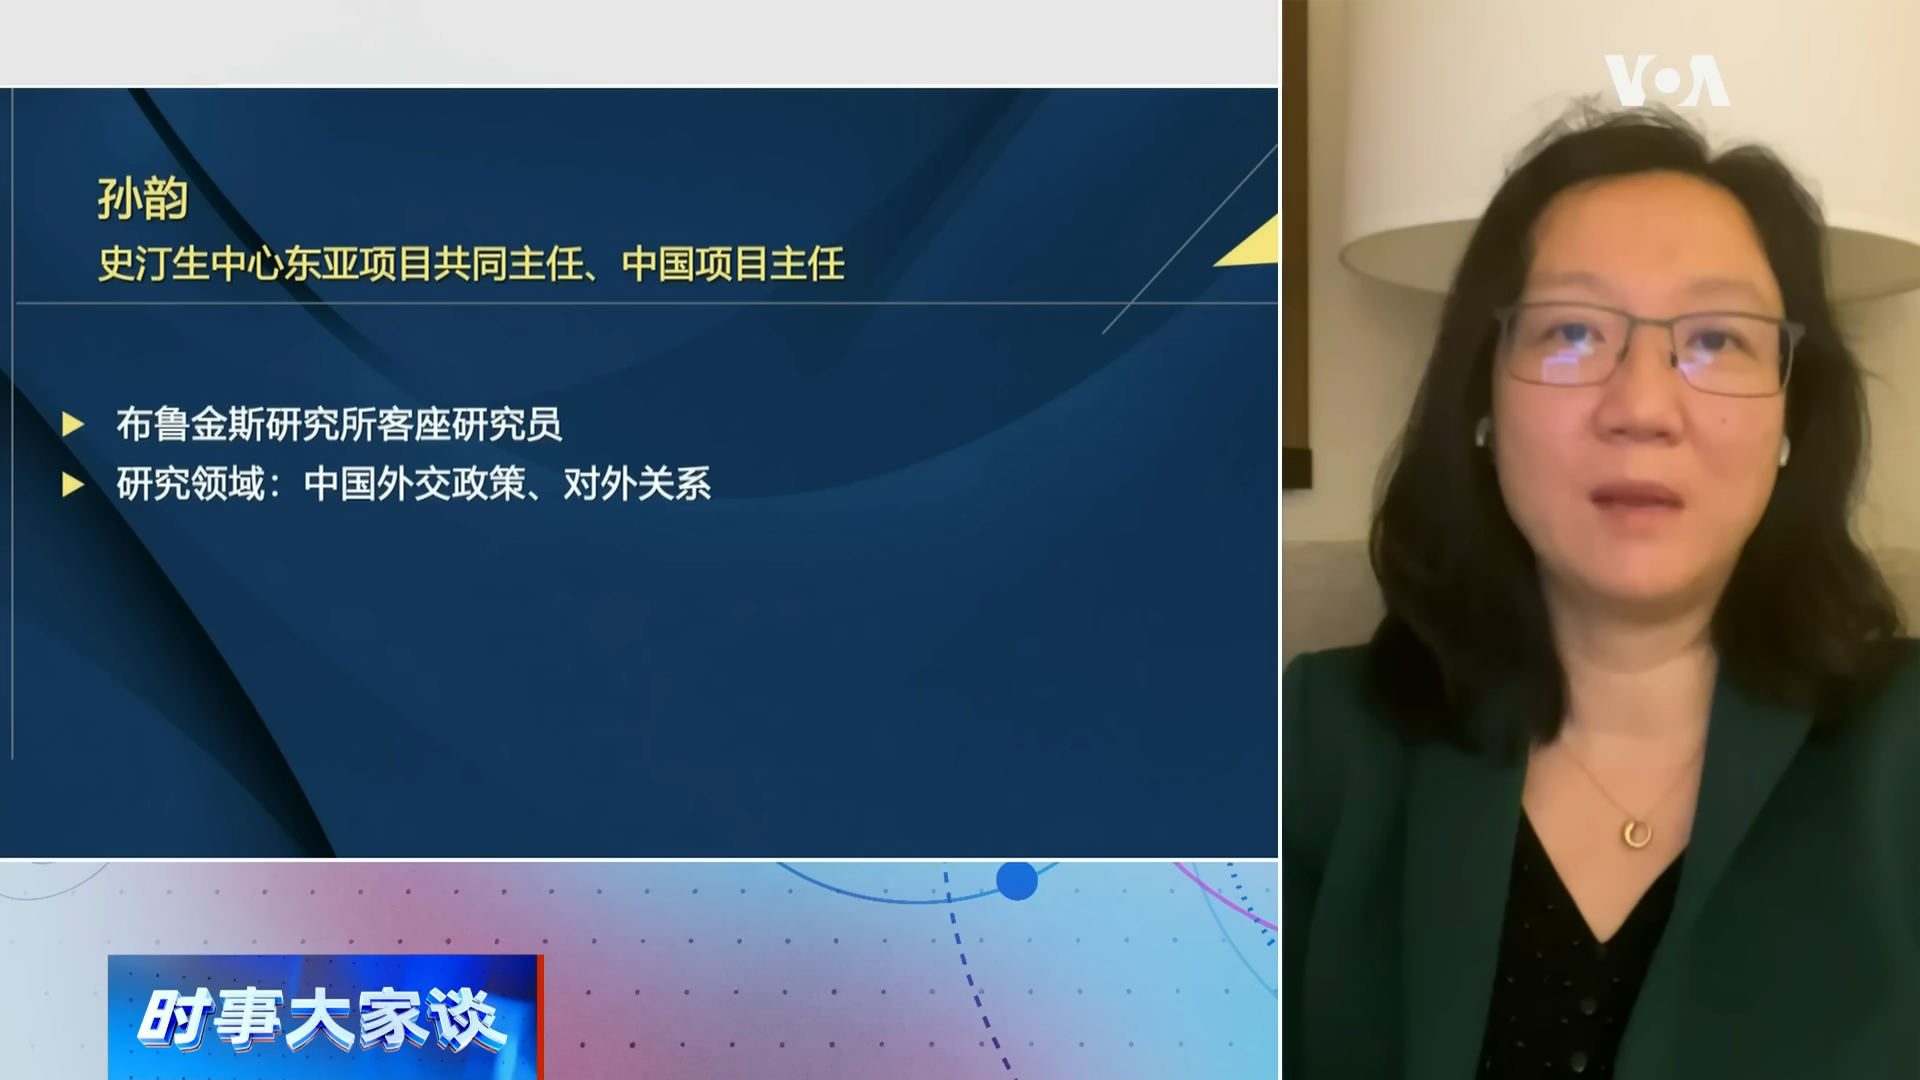 孙韵
史汀生中心东亚项目共同主任、中国项目主任
布鲁金斯研究所客座研究员
研究领域：中国外交政策、对外关系
时事大家谈
VOA